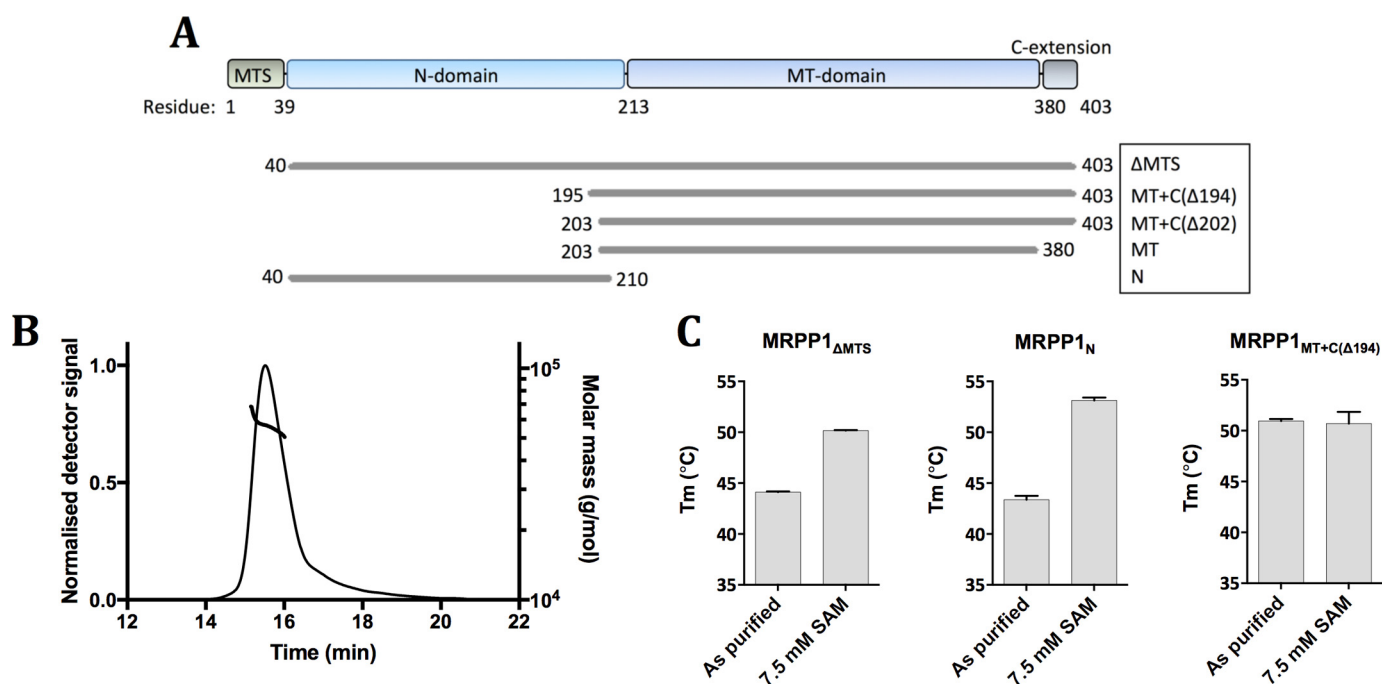 A
C-extension
MTS N-domain MT-domain
Residue: 1 39 213 380 403
40 403 ΔMTS
195 403 MT+C(Δ194)
203 403 MT+C(Δ202)
203 380 MT
40 210 N
B
Normalised detector signal
1.0
0.5
0.0
12 14 16 18 20 22
Time (min)
10⁵
10⁴
Molar mass (g/mol)
C
MRPP1ΔMTS
Tm (°C)
55
50
45
40
35
As purified
7.5 mM SAM
MRPP1N
Tm (°C)
55
50
45
40
35
As purified
7.5 mM SAM
MRPP1MT+C(Δ194)
Tm (°C)
55
50
45
40
35
As purified
7.5 mM SAM